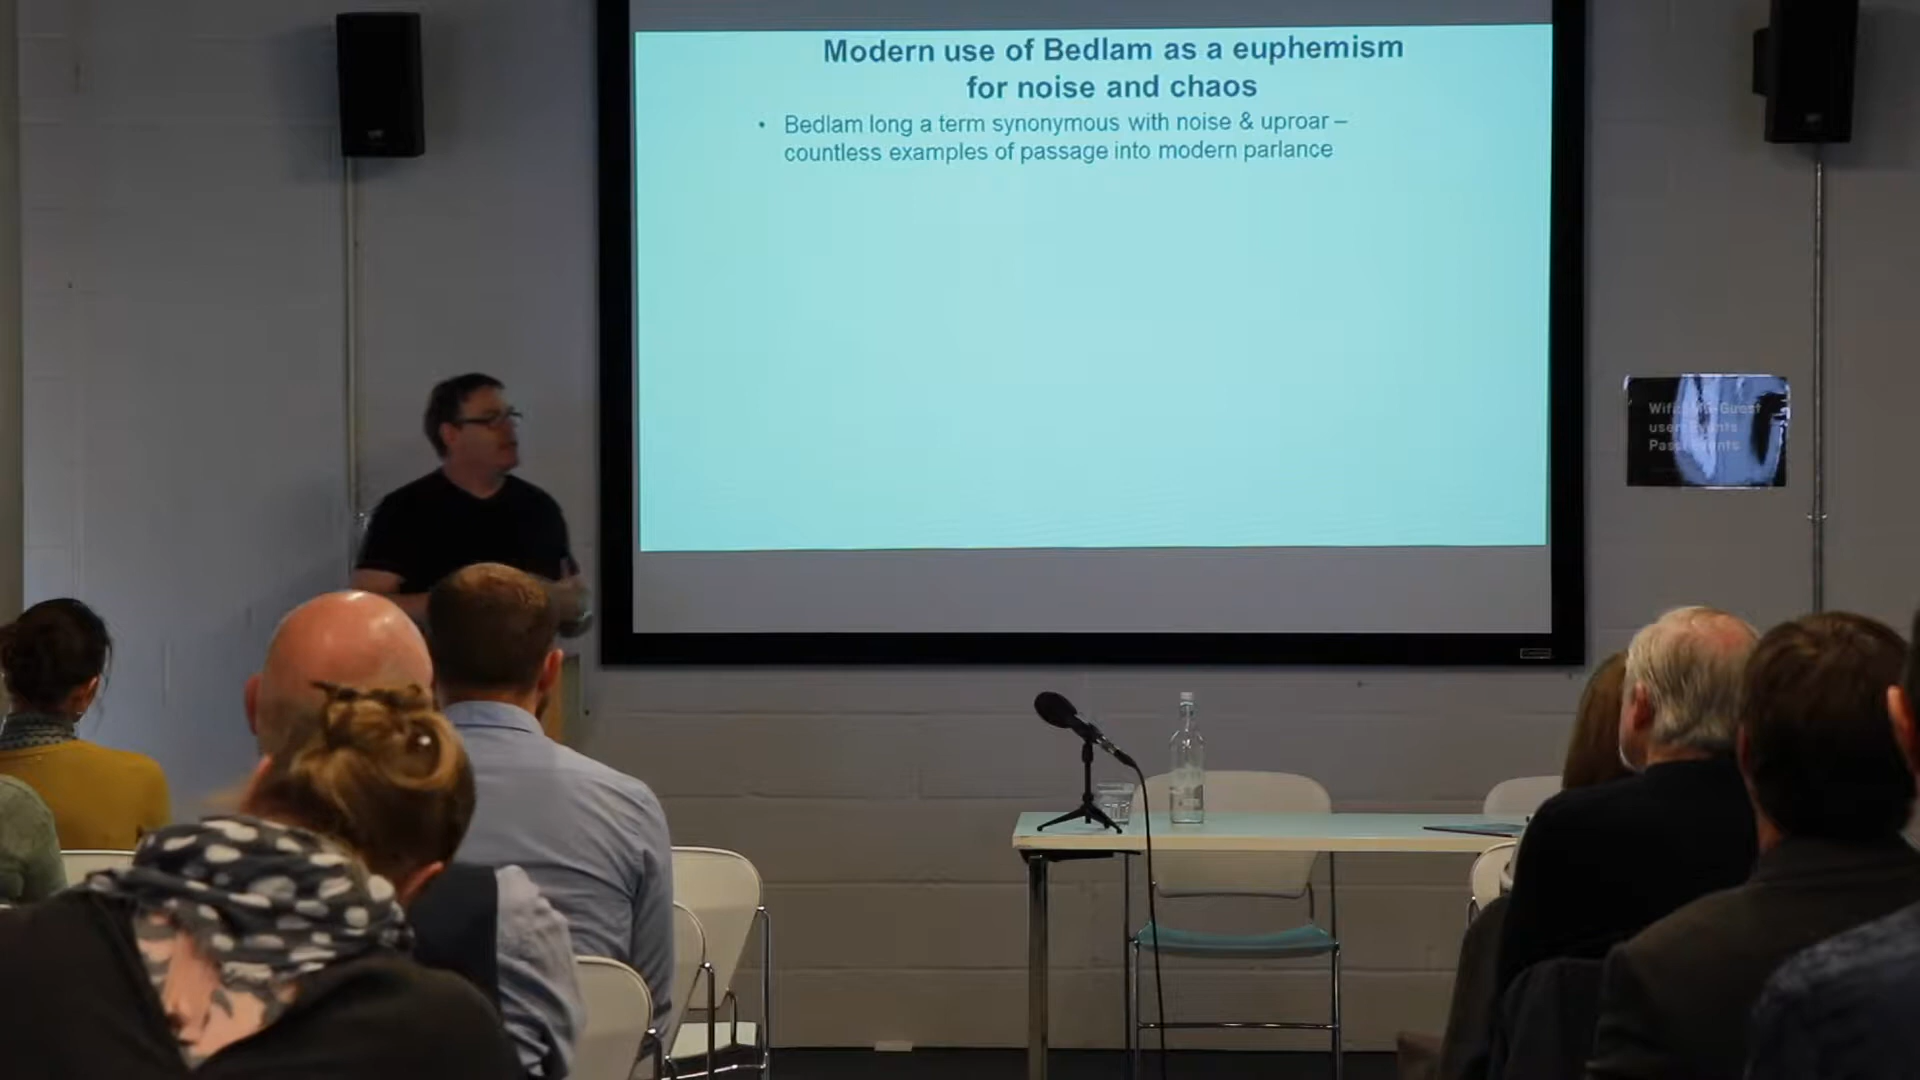 Modern use of Bedlam as a euphemism
for noise and chaos
• Bedlam long a term synonymous with noise & uproar –
countless examples of passage into modern parlance
Wifi: